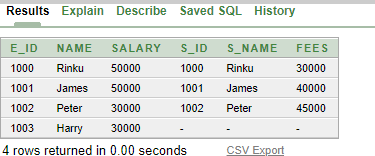 Results Explain Describe Saved SQL History
E_ID NAME SALARY S_ID S_NAME FEES
1000 Rinku 50000 1000 Rinku 30000
1001 James 50000 1001 James 40000
1002 Peter 30000 1002 Peter 45000
1003 Harry 30000 - - -
4 rows returned in 0.00 seconds CSV Export